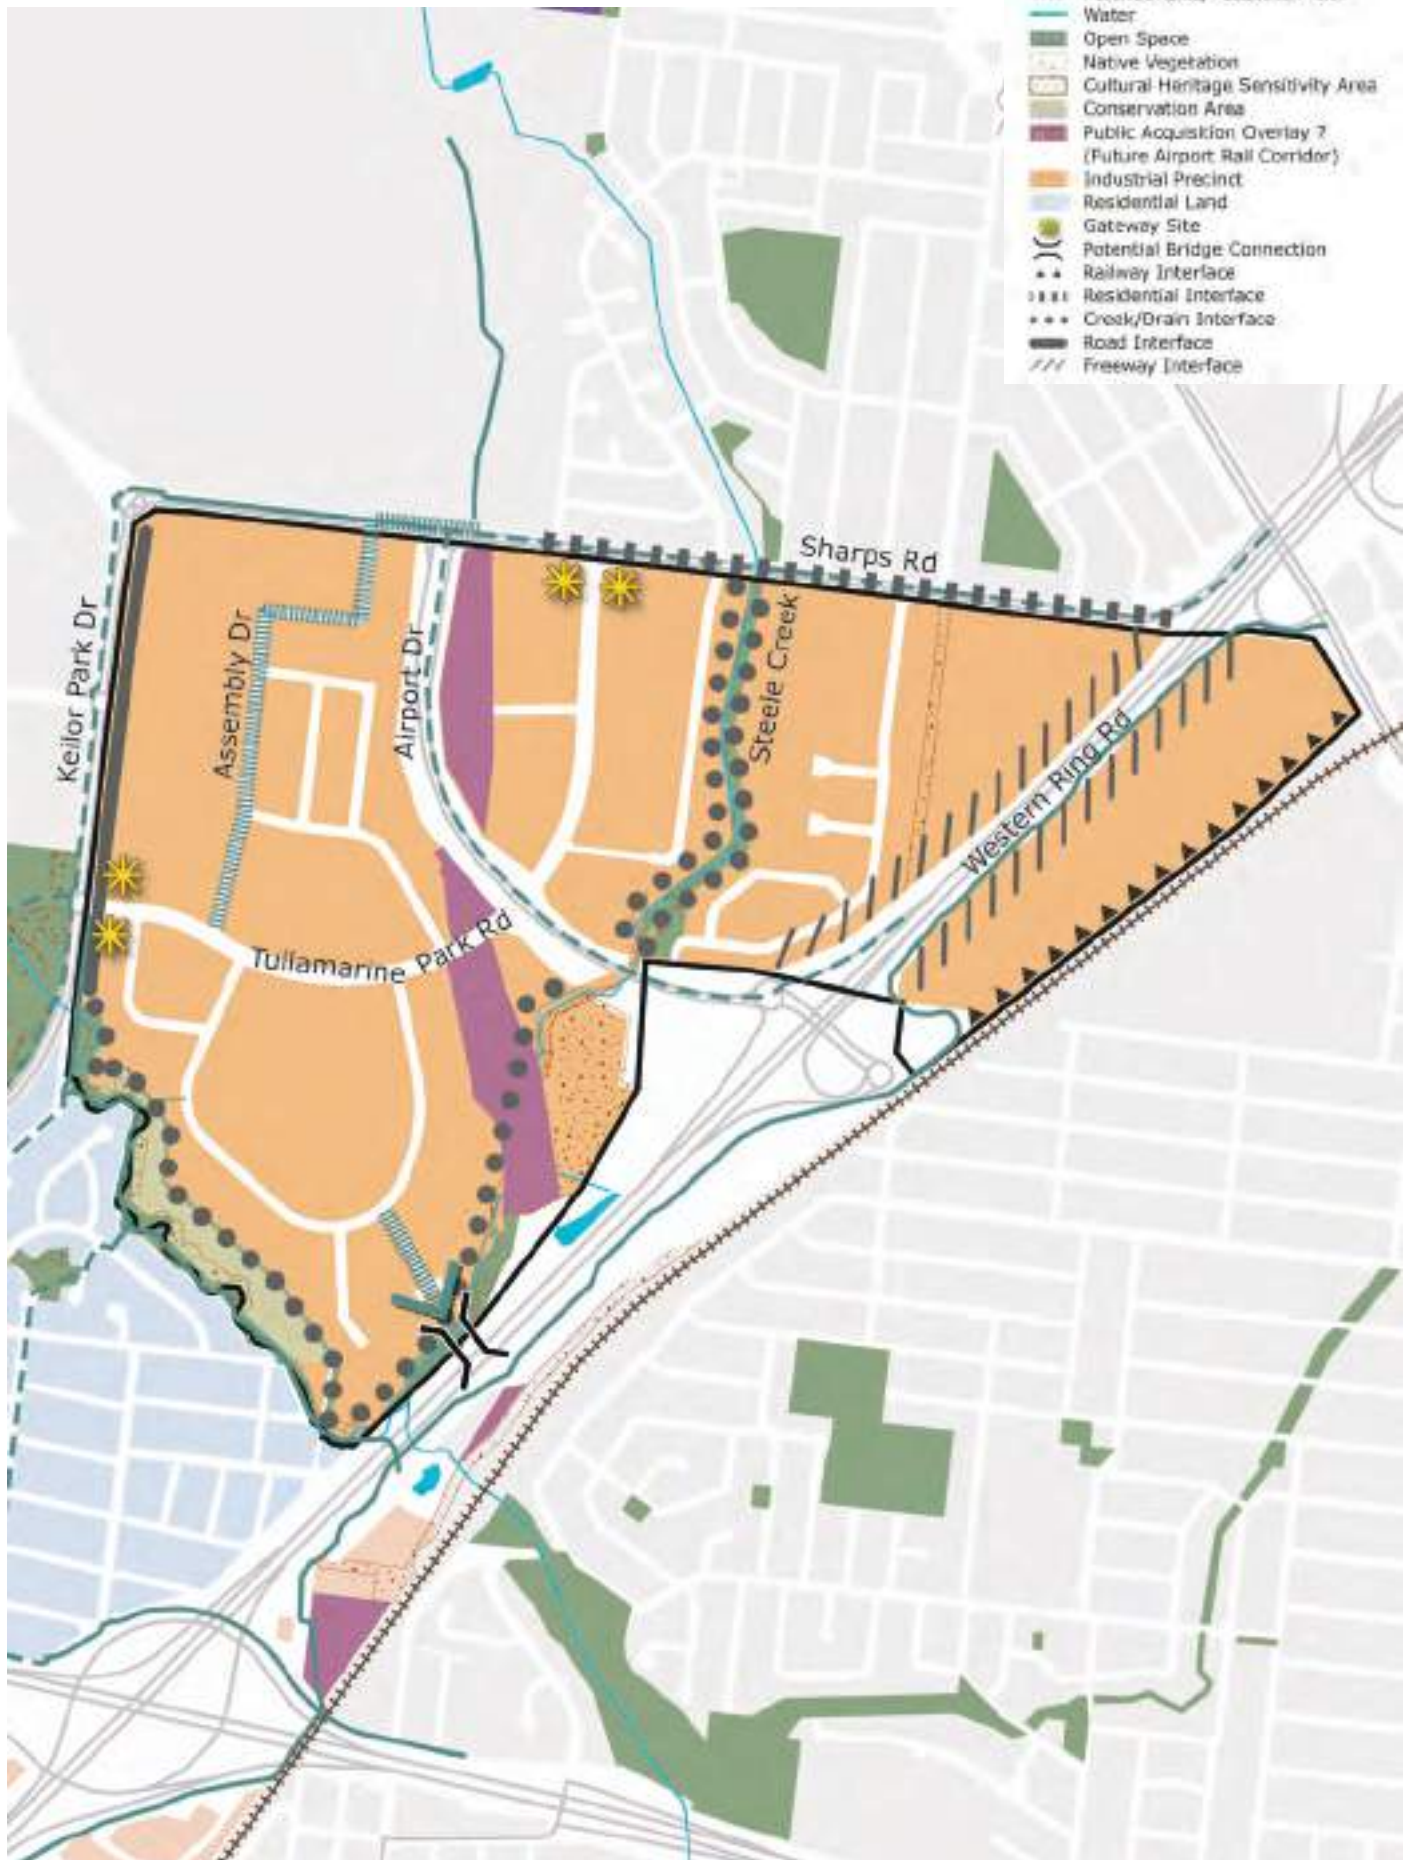 Water
Open Space
Native Vegetation
Cultural Heritage Sensitivity Area
Conservation Area
Public Acquisition Overlay 7
(Future Airport Rail Corridor)
Industrial Precinct
Residential Land
Gateway Site
Potential Bridge Connection
Railway Interface
Residential Interface
Creek/Drain Interface
Road Interface
Freeway Interface
Sharps Rd
Keilor Park Dr
Assembly Dr
Airport Dr
Steele Creek
Western Ring Rd
Tullamarine Park Rd